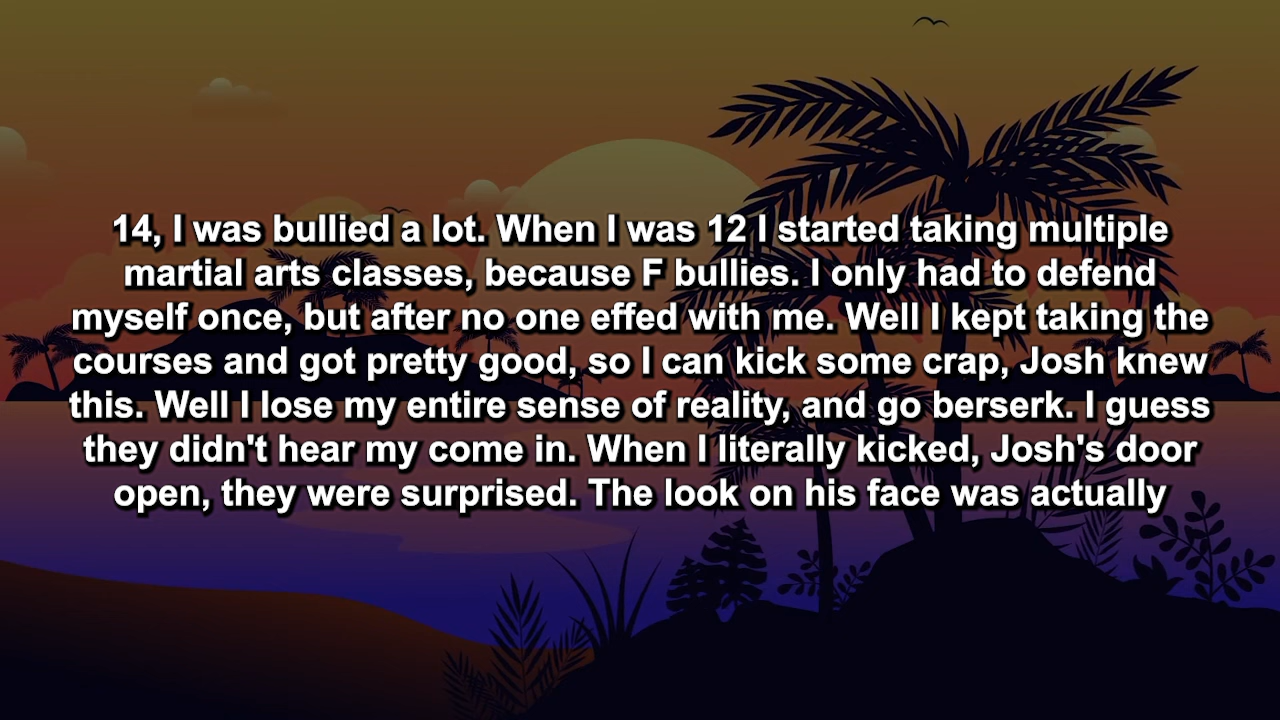 14, I was bullied a lot. When I was 12 I started taking multiple
martial arts classes, because F bullies. I only had to defend
myself once, but after no one effed with me. Well I kept taking the
courses and got pretty good, so I can kick some crap, Josh knew
this. Well I lose my entire sense of reality, and go berserk. I guess
they didn't hear my come in. When I literally kicked, Josh's door
open, they were surprised. The look on his face was actually